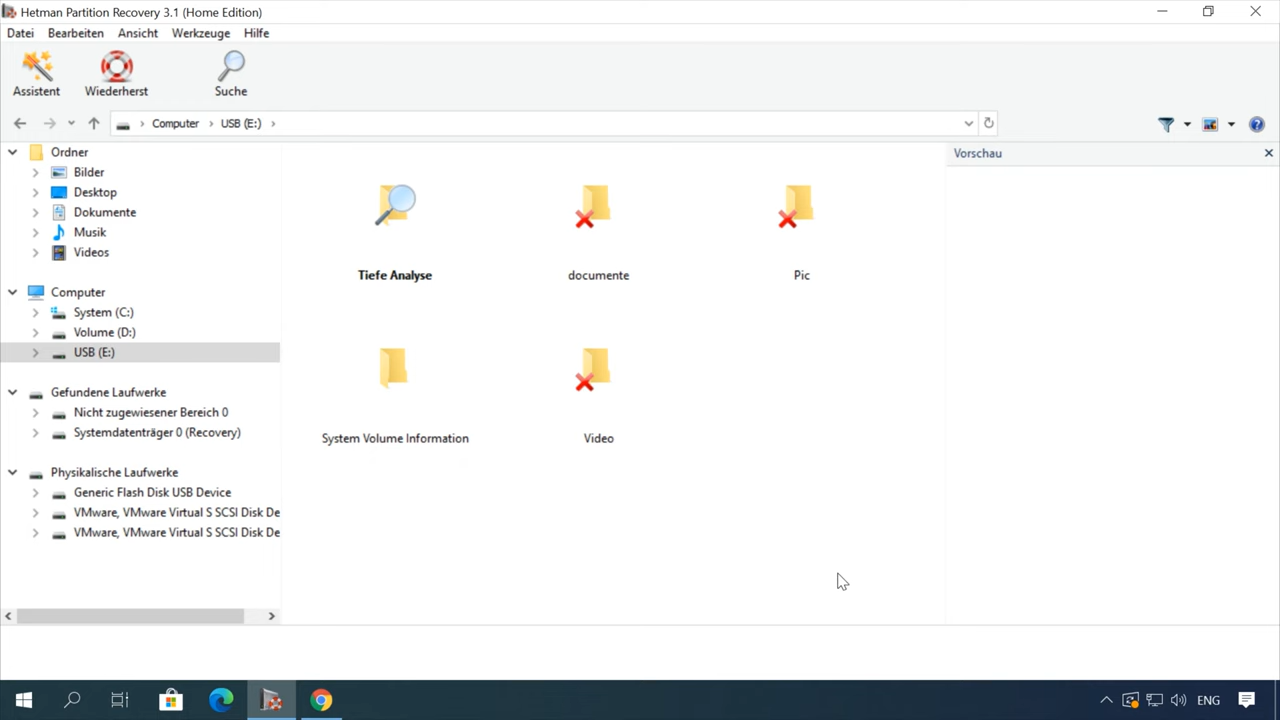 Hetman Partition Recovery 3.1 (Home Edition)
Datei Bearbeiten Ansicht Werkzeuge Hilfe
Assistent Wiederherst Suche
Computer USB (E:)
Ordner
Bilder
Desktop
Dokumente
Musik
Videos
Computer
System (C:)
Volume (D:)
USB (E:)
Gefundene Laufwerke
Nicht zugewiesener Bereich 0
Systemdatenträger 0 (Recovery)
Physikalische Laufwerke
Generic Flash Disk USB Device
VMware, VMware Virtual S SCSI Disk De
VMware, VMware Virtual S SCSI Disk De
Tiefe Analyse documente Pic
System Volume Information Video
Vorschau
ENG